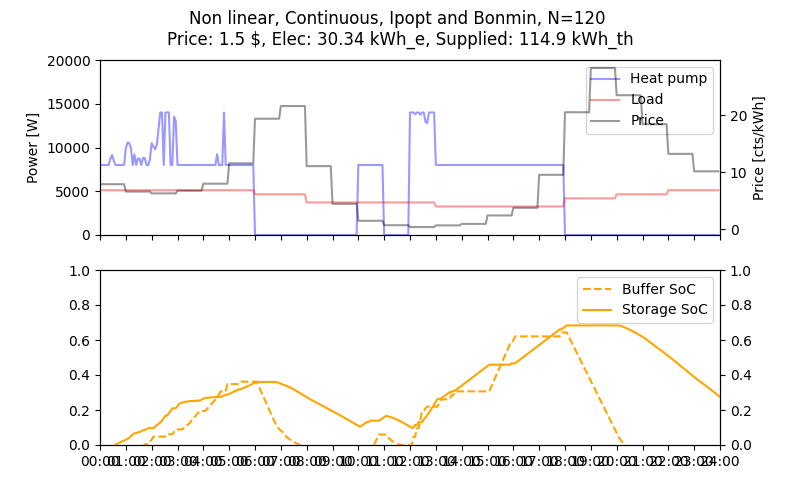 Non linear, Continuous, Ipopt and Bonmin, N=120
Price: 1.5 $, Elec: 30.34 kWh_e, Supplied: 114.9 kWh_th
20000
15000
10000
5000
0
Power [W]
Heat pump
Load
Price
20
10
0
Price [cts/kWh]
1.0
0.8
0.6
0.4
0.2
0.0
Buffer SoC
Storage SoC
1.0
0.8
0.6
0.4
0.2
0.0
00:00 01:00 02:00 03:00 04:00 05:00 06:00 07:00 08:00 09:00 10:00 11:00 12:00 13:00 14:00 15:00 16:00 17:00 18:00 19:00 20:00 21:00 22:00 23:00 24:00